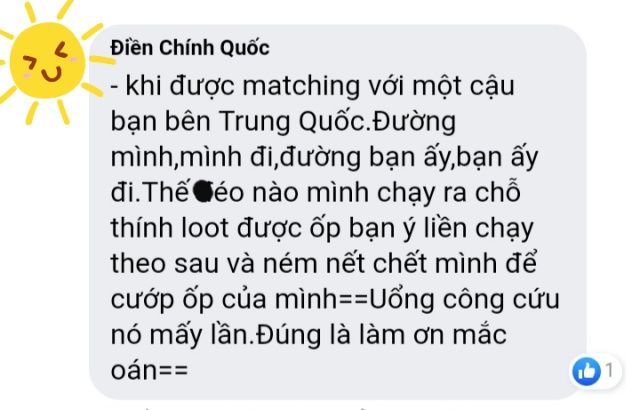 Điền Chính Quốc
- khi được matching với một cậu
bạn bên Trung Quốc.Đường
mình,mình đi,đường bạn ấy,bạn ấy
đi.Thế éo nào mình chạy ra chỗ
thính loot được ốp bạn ý liền chạy
theo sau và ném nết chết mình để
cướp ốp của mình==Uổng công cứu
nó mấy lần.Đúng là làm ơn mắc
oán==
1